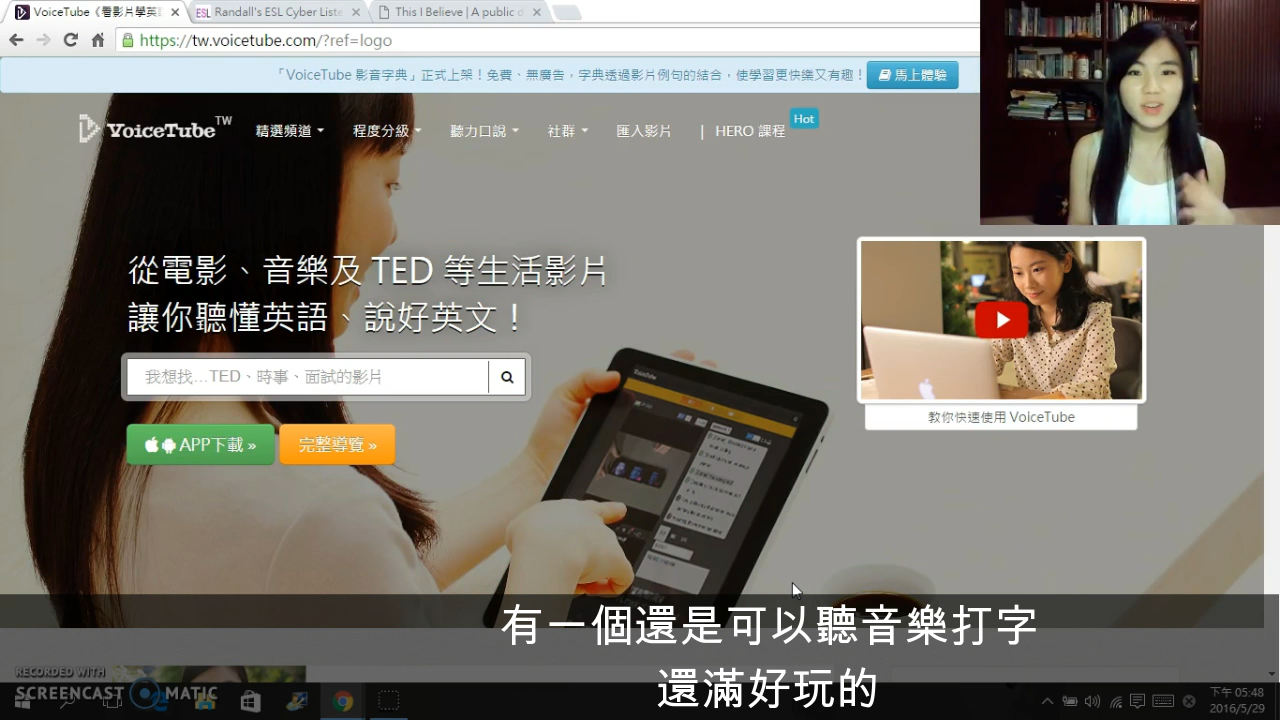 VoiceTube《看影片學英
ESL Randall's ESL Cyber Liste
This I Believe | A public d
https://tw.voicetube.com/?ref=logo
「VoiceTube 影音字典」正式上架！免費、無廣告，字典透過影片例句的結合，使學習更快樂又有趣！ 馬上體驗
VoiceTube TW 精選頻道 程度分級 聽力口說 社群 匯入影片 | HERO 課程 Hot
從電影、音樂及 TED 等生活影片
讓你聽懂英語、說好英文！
我想找...TED、時事、面試的影片
APP下載 » 完整導覽 »
教你快速使用 VoiceTube
有一個還是可以聽音樂打字
還滿好玩的
RECORDED WITH
SCREENCAST MATIC
下午 05:48
2016/5/29